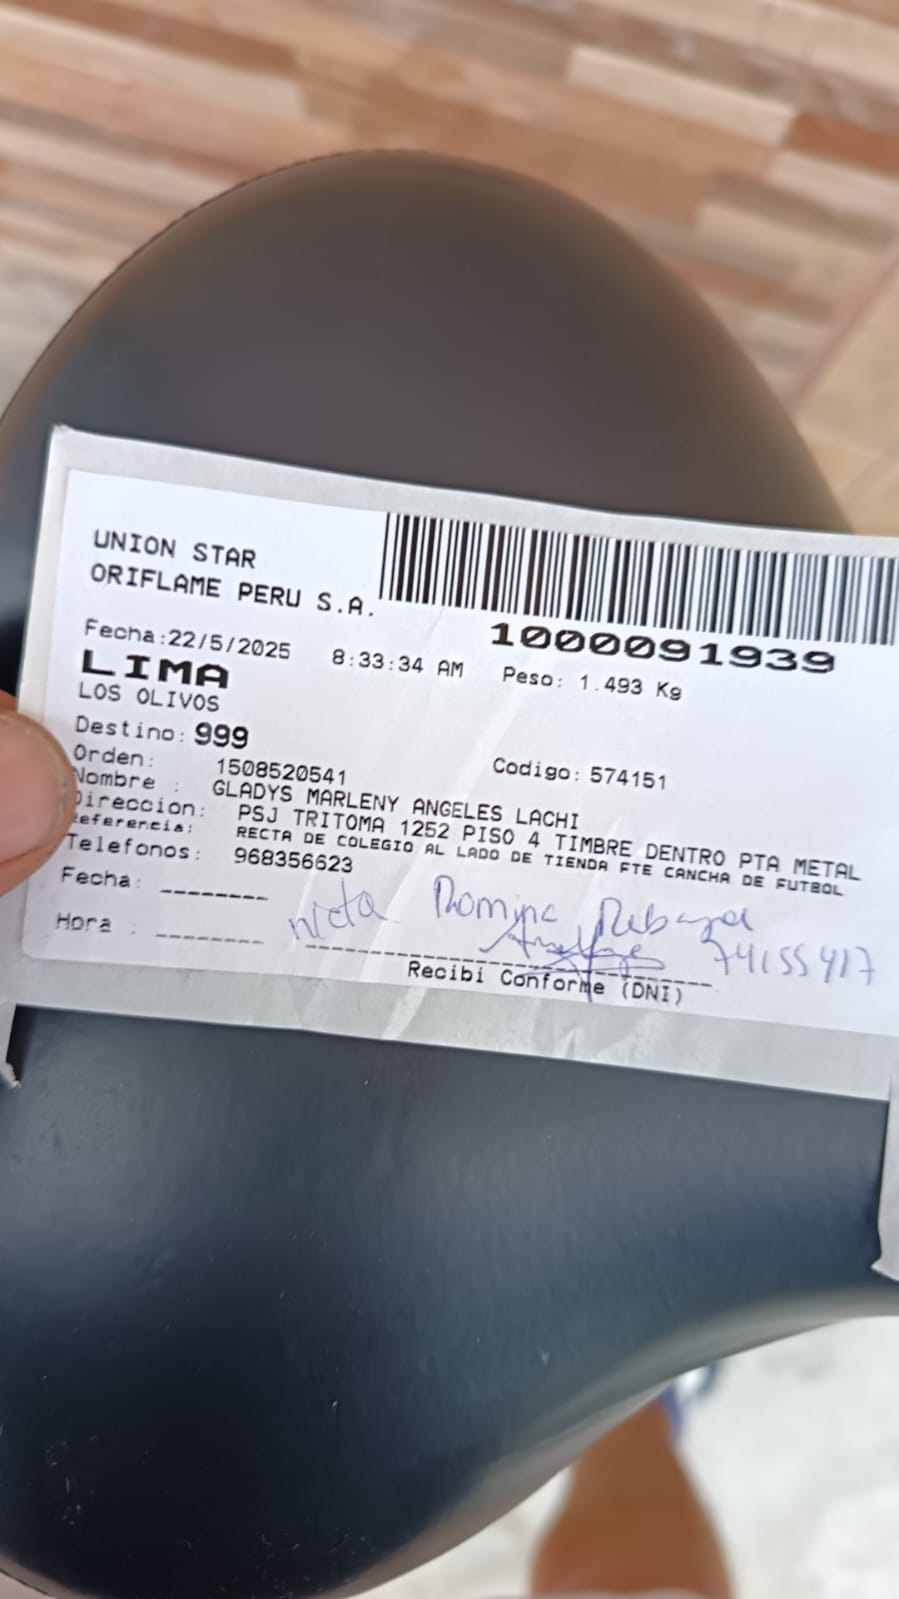 UNION STAR
ORIFLAME PERU S.A.
1000091939
Fecha:22/5/2025 8:33:34 AM Peso: 1.493 Kg
LIMA
LOS OLIVOS
Destino: 999
Orden: 1508520541 Codigo: 574151
Nombre : GLADYS MARLENY ANGELES LACHI
Direccion: PSJ TRITOMA 1252 PISO 4 TIMBRE DENTRO PTA METAL
Referencia: RECTA DE COLEGIO AL LADO DE TIENDA FTE CANCHA DE FUTBOL
Telefonos: 968356623
Fecha: --------
nieta
Hora : --------
74155417
Recibi Conforme (DNI)